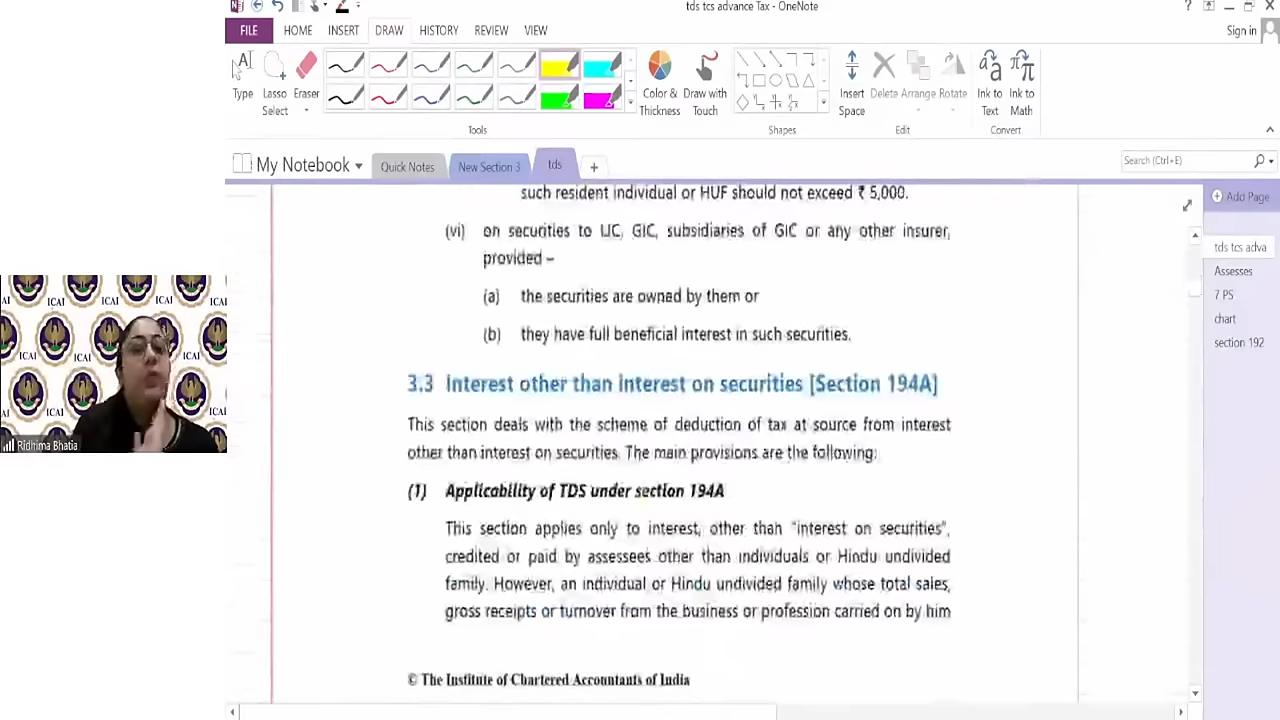 tds tcs advance Tax - OneNote
?
FILE HOME INSERT DRAW HISTORY REVIEW VIEW
Sign in
Type
Lasso Select
Eraser
Color & Thickness
Draw with Touch
Insert Space
Delete Arrange Rotate
Ink to Text
Ink to Math
Tools Shapes Edit Convert
My Notebook Quick Notes New Section 3 tds +
Search (Ctrl+E)
Add Page
tds tcs adva
Assesses
7 PS
chart
section 192
such resident individual or HUF should not exceed ₹ 5,000.
(vi) on securities to LIC, GIC, subsidiaries of GIC or any other insurer,
provided –
(a) the securities are owned by them or
(b) they have full beneficial interest in such securities.
3.3 Interest other than interest on securities [Section 194A]
This section deals with the scheme of deduction of tax at source from interest
other than interest on securities. The main provisions are the following:
(1) Applicability of TDS under section 194A
This section applies only to interest, other than "interest on securities",
credited or paid by assessees other than individuals or Hindu undivided
family. However, an individual or Hindu undivided family whose total sales,
gross receipts or turnover from the business or profession carried on by him
© The Institute of Chartered Accountants of India
ICAI ICAI ICAI
ICAI ICAI
ICAI
Ridhima Bhatia